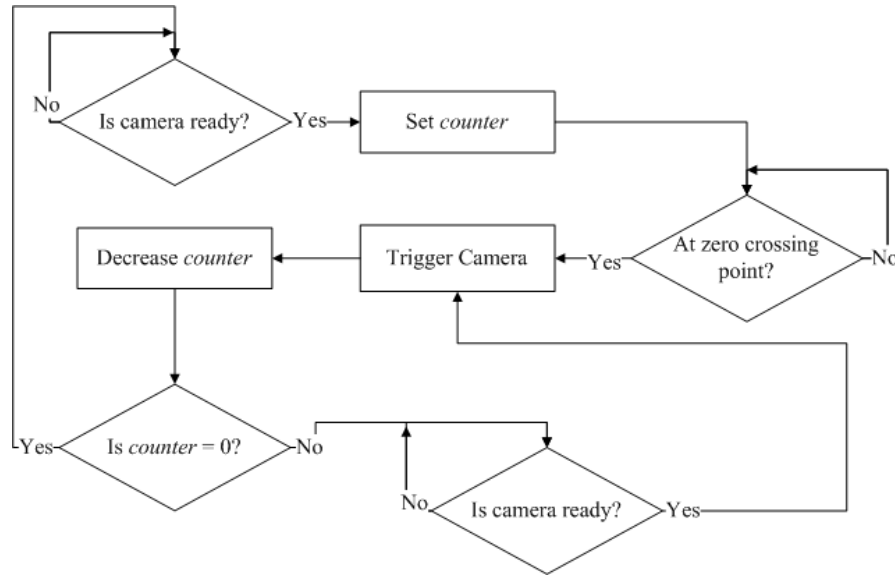 Is camera ready?
No
Yes
Set counter
At zero crossing
point?
No
Yes
Trigger Camera
Decrease counter
Is counter = 0?
Yes
No
Is camera ready?
No
Yes